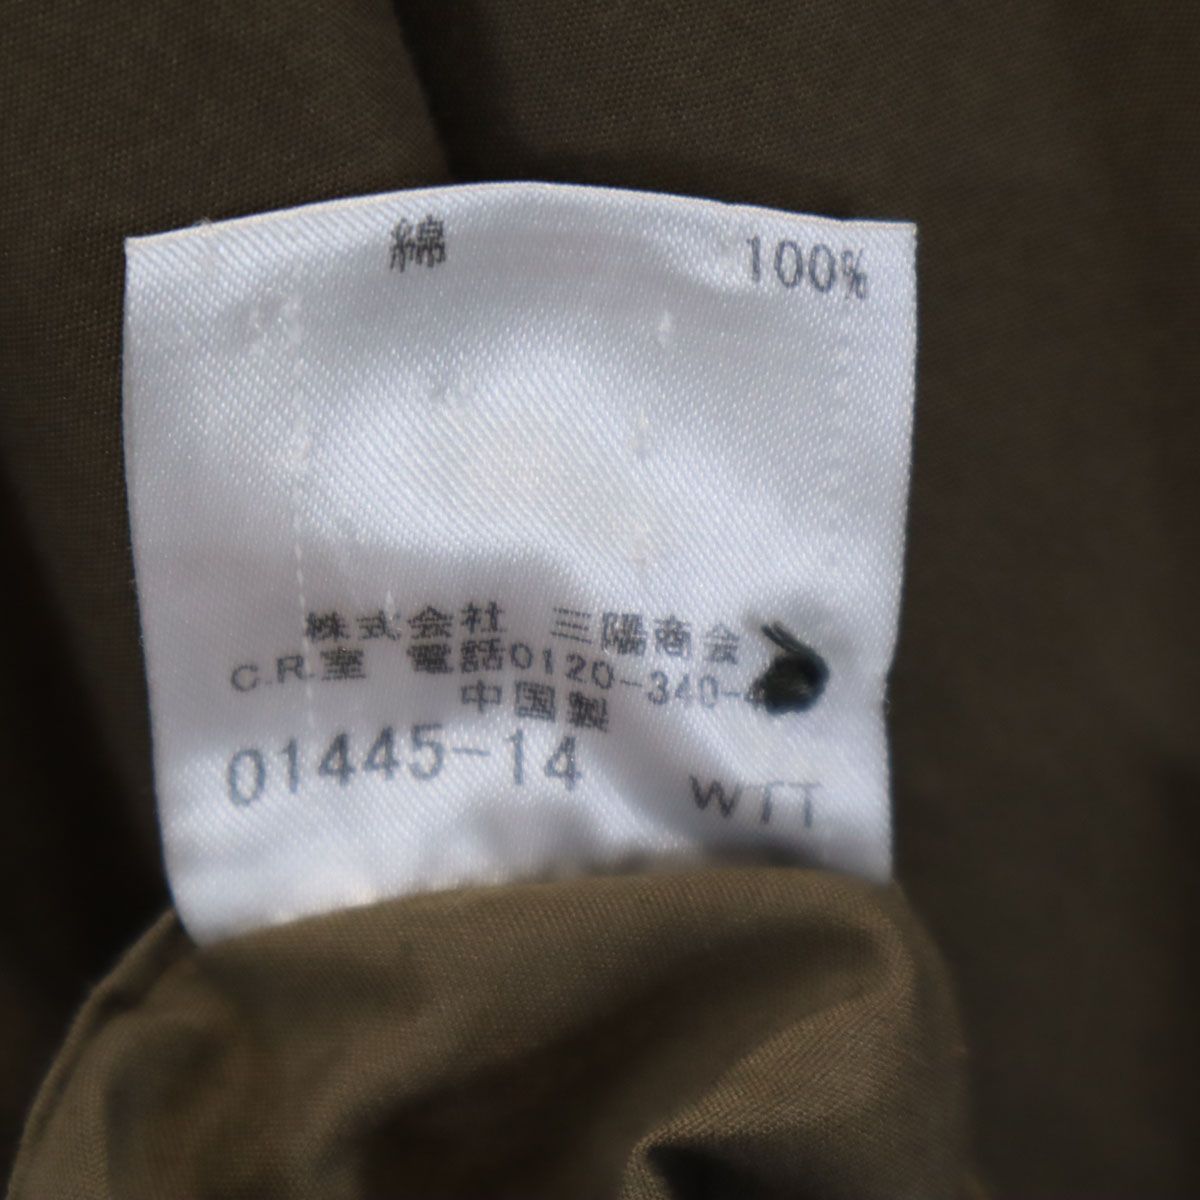 綿 100%
株式会社 三陽商会
C.R.室 電話0120-340-
中国製
01445-14 WTT